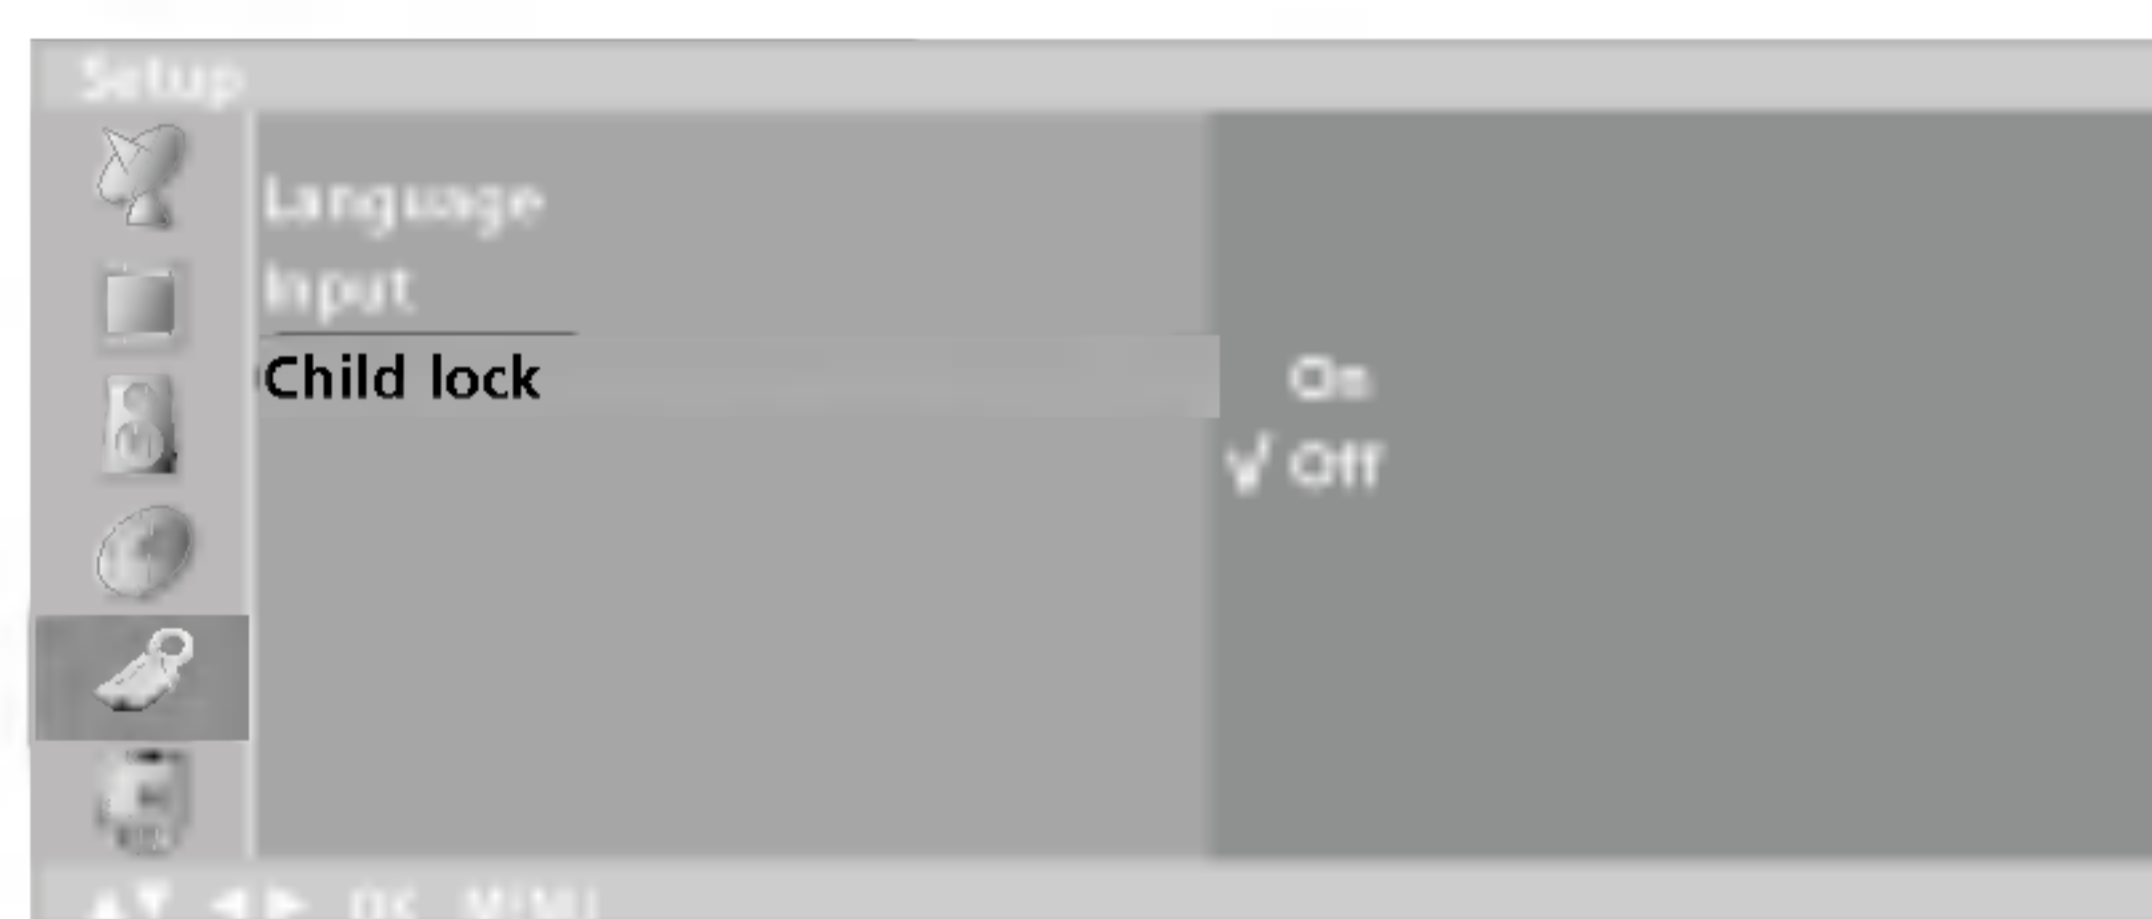 Setup
Language
Input
Child lock
On
√ Off
▲▼ ◀▶ OK MENU